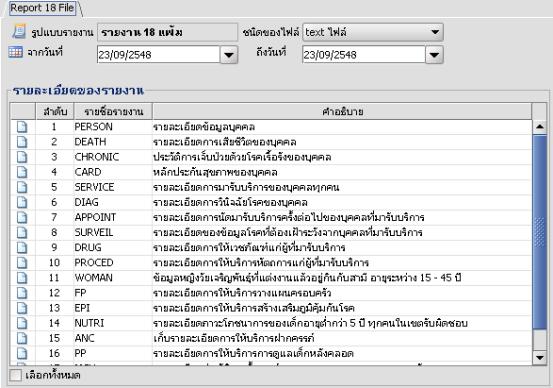 Report 18 File
รูปแบบรายงาน รายงาน 18 แฟ้ม ชนิดของไฟล์ text ไฟล์
จากวันที่ 23/09/2548 ถึงวันที่ 23/09/2548
รายละเอียดของรายงาน
ลำดับ รายชื่อรายงาน คำอธิบาย
1 PERSON รายละเอียดข้อมูลบุคคล
2 DEATH รายละเอียดการเสียชีวิตของบุคคล
3 CHRONIC ประวัติการเจ็บป่วยด้วยโรคเรื้อรังของบุคคล
4 CARD หลักประกันสุขภาพของบุคคล
5 SERVICE รายละเอียดการมารับบริการของบุคคลทุกคน
6 DIAG รายละเอียดการวินิจฉัยโรคของบุคคล
7 APPOINT รายละเอียดการนัดมารับบริการครั้งต่อไปของบุคคลที่มารับบริการ
8 SURVEIL รายละเอียดของข้อมูลโรคที่ต้องเฝ้าระวังจากบุคคลที่มารับบริการ
9 DRUG รายละเอียดการให้เวชภัณฑ์แก่ผู้ที่มารับบริการ
10 PROCED รายละเอียดการให้บริการหัตถการแก่ผู้ที่มารับบริการ
11 WOMAN ข้อมูลหญิงวัยเจริญพันธุ์ที่แต่งงานแล้วอยู่กินกับสามี อายุระหว่าง 15 - 45 ปี
12 FP รายละเอียดการให้บริการวางแผนครอบครัว
13 EPI รายละเอียดการให้บริการสร้างเสริมภูมิคุ้มกันโรค
14 NUTRI รายละเอียดภาวะโภชนาการของเด็กอายุต่ำกว่า 5 ปี ทุกคนในเขตรับผิดชอบ
15 ANC เก็บรายละเอียดการให้บริการฝากครรภ์
16 PP รายละเอียดการให้บริการการดูแลเด็กหลังคลอด
เลือกทั้งหมด